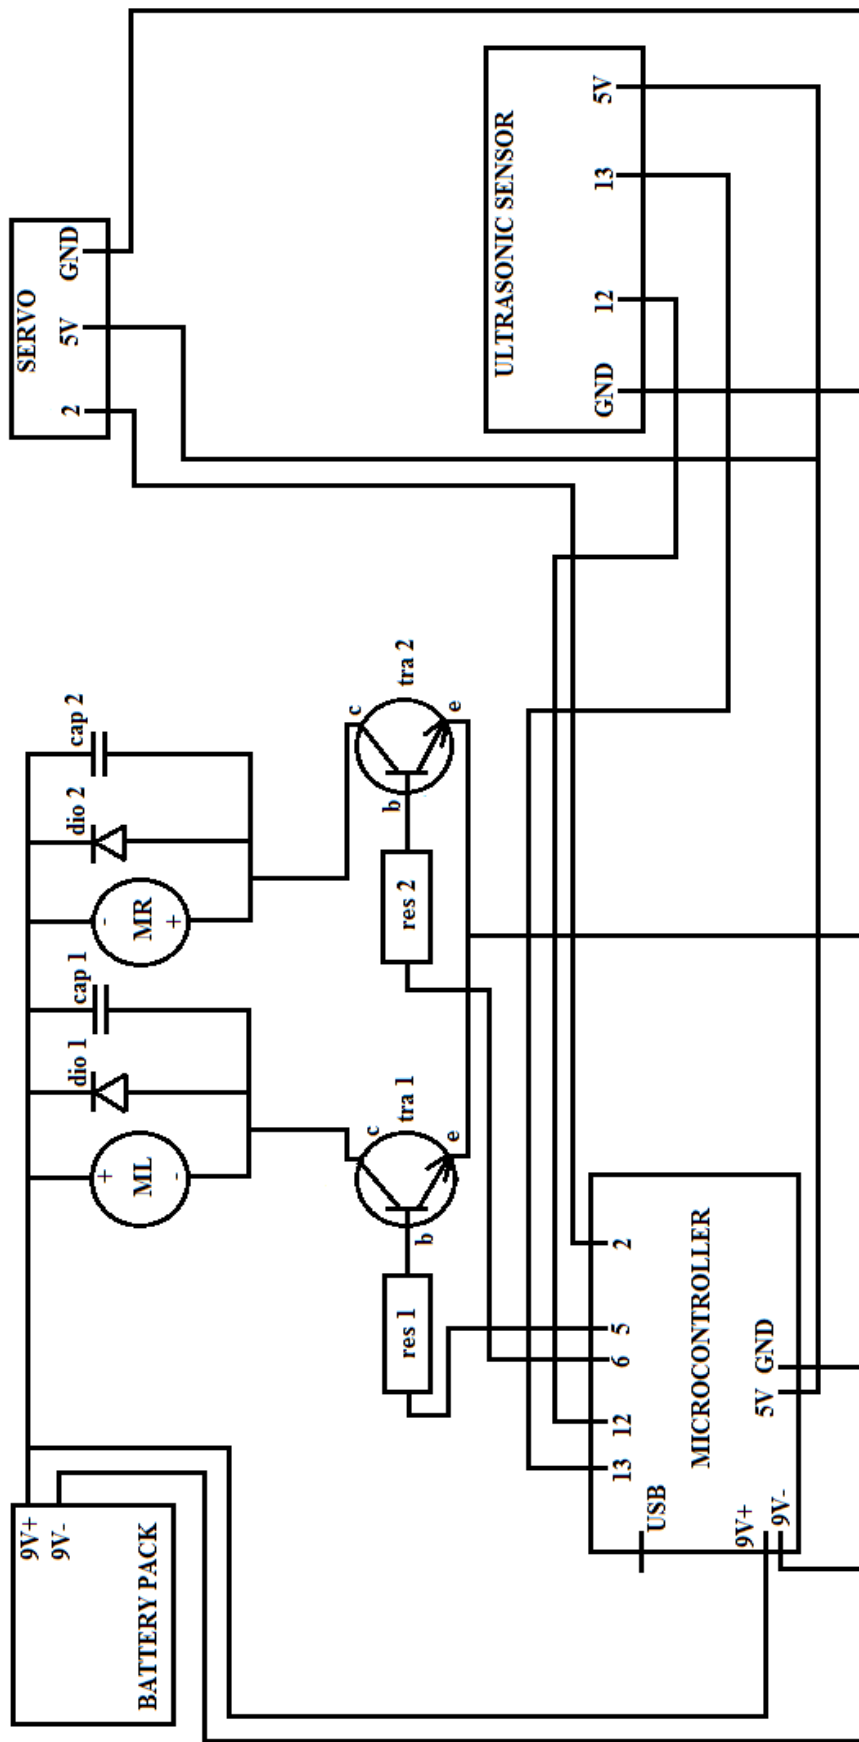 BATTERY PACK
9V+
9V-
ML
+
-
dio 1
cap 1
MR
-
+
dio 2
cap 2
SERVO
2
5V
GND
res 1
b
c
e
tra 1
res 2
b
c
e
tra 2
ULTRASONIC SENSOR
GND
12
13
5V
MICROCONTROLLER
USB
13
12
6
5
2
9V+
9V-
5V
GND